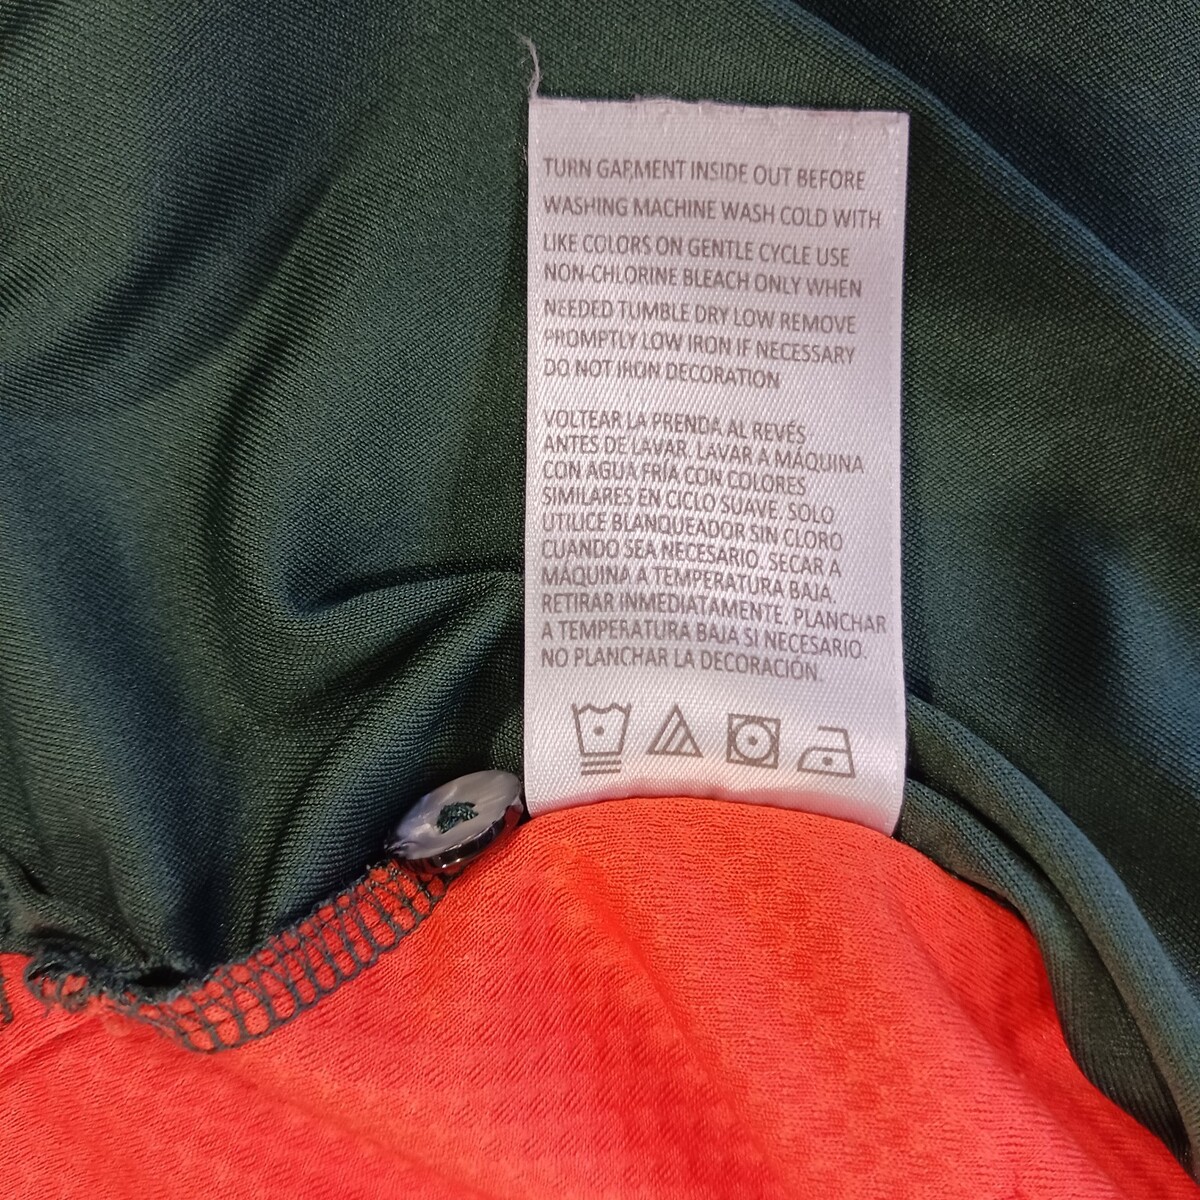 TURN GARMENT INSIDE OUT BEFORE
WASHING MACHINE WASH COLD WITH
LIKE COLORS ON GENTLE CYCLE USE
NON-CHLORINE BLEACH ONLY WHEN
NEEDED TUMBLE DRY LOW REMOVE
PROMPTLY LOW IRON IF NECESSARY
DO NOT IRON DECORATION
VOLTEAR LA PRENDA AL REVÉS
ANTES DE LAVAR. LAVAR A MÁQUINA
CON AGUA FRÍA CON COLORES
SIMILARES EN CICLO SUAVE. SOLO
UTILICE BLANQUEADOR SIN CLORO
CUANDO SEA NECESARIO. SECAR A
MÁQUINA A TEMPERATURA BAJA.
RETIRAR INMEDIATAMENTE. PLANCHAR
A TEMPERATURA BAJA SI NECESARIO.
NO PLANCHAR LA DECORACIÓN.